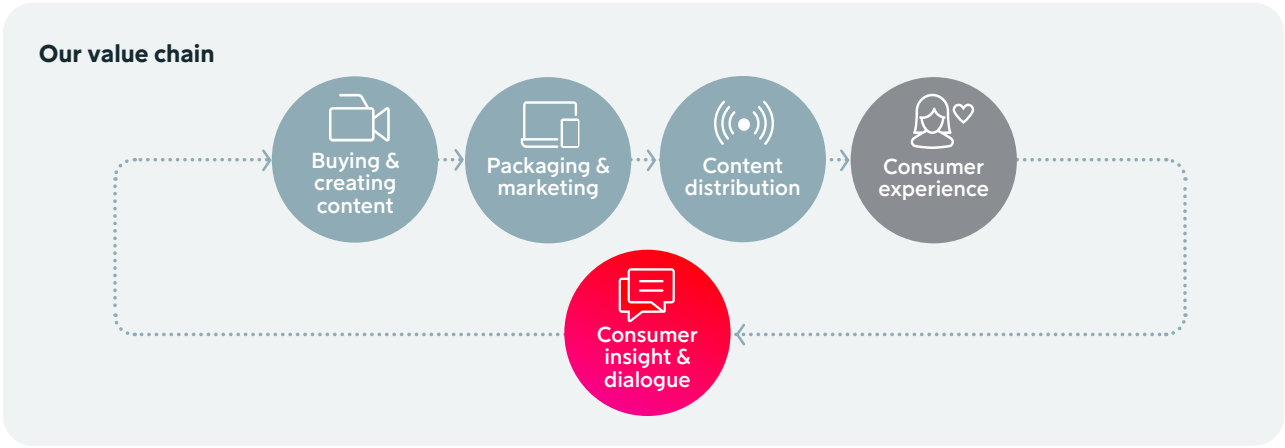 Our value chain
Buying &
creating
content
Packaging &
marketing
Content
distribution
Consumer
experience
Consumer
insight &
dialogue